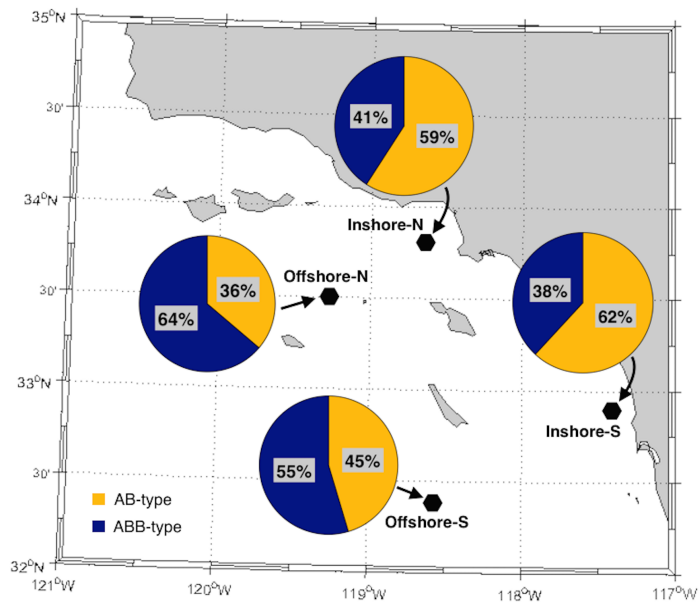 35°N
30'
41%
59%
34°N
Inshore-N
Offshore-N
36%
64%
38%
62%
30'
33°N
Inshore-S
55%
45%
30'
AB-type
ABB-type
Offshore-S
32°N
121°W
120°W
119°W
118°W
117°W